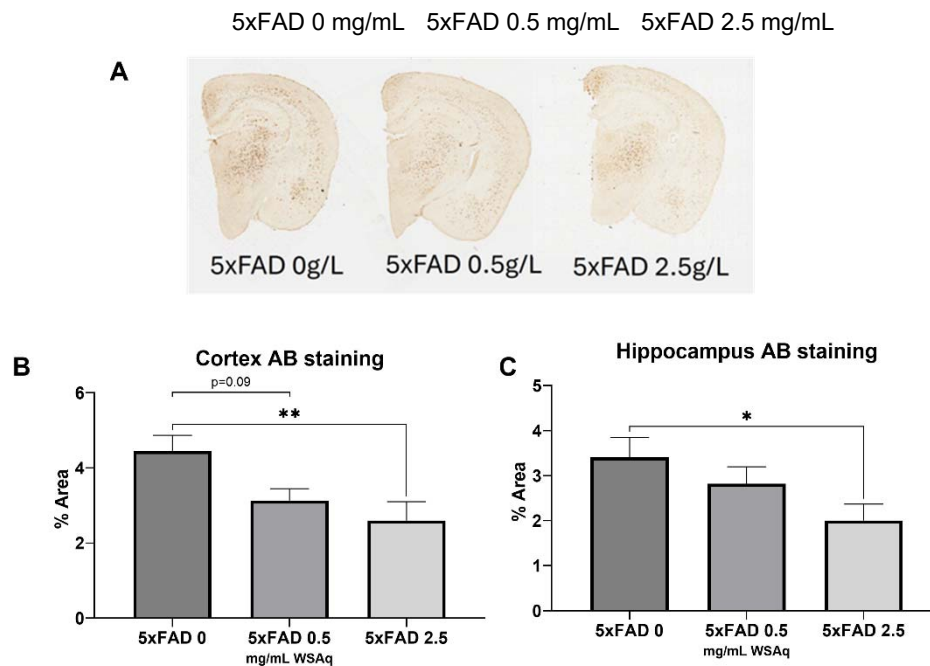 5xFAD 0 mg/mL 5xFAD 0.5 mg/mL 5xFAD 2.5 mg/mL
A
5xFAD 0g/L 5xFAD 0.5g/L 5xFAD 2.5g/L
B
Cortex AB staining
p=0.09
**
6
4
2
0
% Area
5xFAD 0 5xFAD 0.5 5xFAD 2.5
mg/mL WSAq
C
Hippocampus AB staining
*
5
4
3
2
1
0
% Area
5xFAD 0 5xFAD 0.5 5xFAD 2.5
mg/mL WSAq